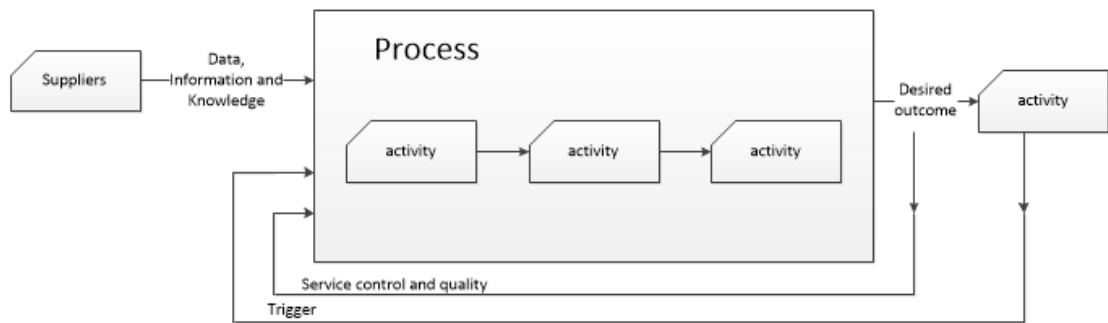 Process
Suppliers
Data,
Information and
Knowledge
Desired
outcome
activity
activity
activity
activity
Service control and quality
Trigger